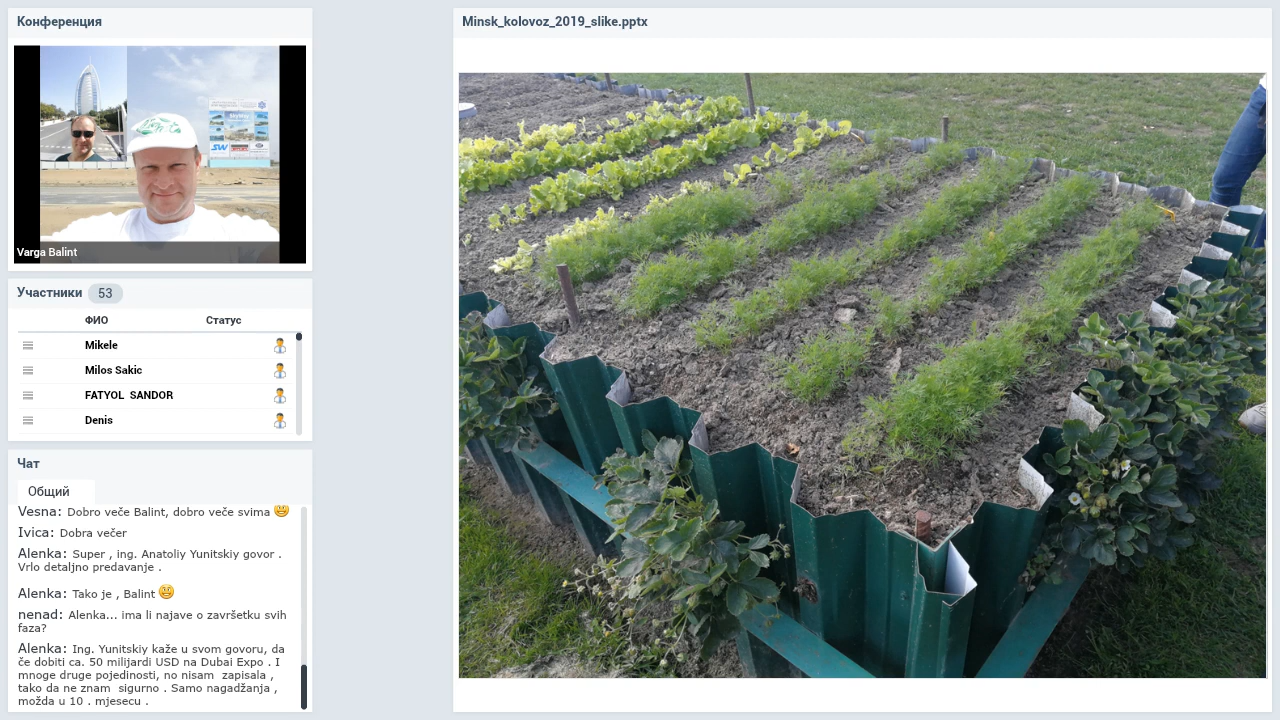 Конференция
Varga Balint
SkyWay
SW
Участники 53
ФИО Статус
Mikele
Milos Sakic
FATYOL SANDOR
Denis
Чат
Общий
Vesna: Dobro veče Balint, dobro veče svima
Ivica: Dobra večer
Alenka: Super , ing. Anatoliy Yunitskiy govor .
Vrlo detaljno predavanje .
Alenka: Tako je , Balint
nenad: Alenka... ima li najave o završetku svih
faza?
Alenka: Ing. Yunitskiy kaže u svom govoru, da
če dobiti ca. 50 milijardi USD na Dubai Expo . I
mnoge druge pojedinosti, no nisam zapisala ,
tako da ne znam sigurno . Samo nagadžanja ,
možda u 10 . mjesecu .
Minsk_kolovoz_2019_slike.pptx